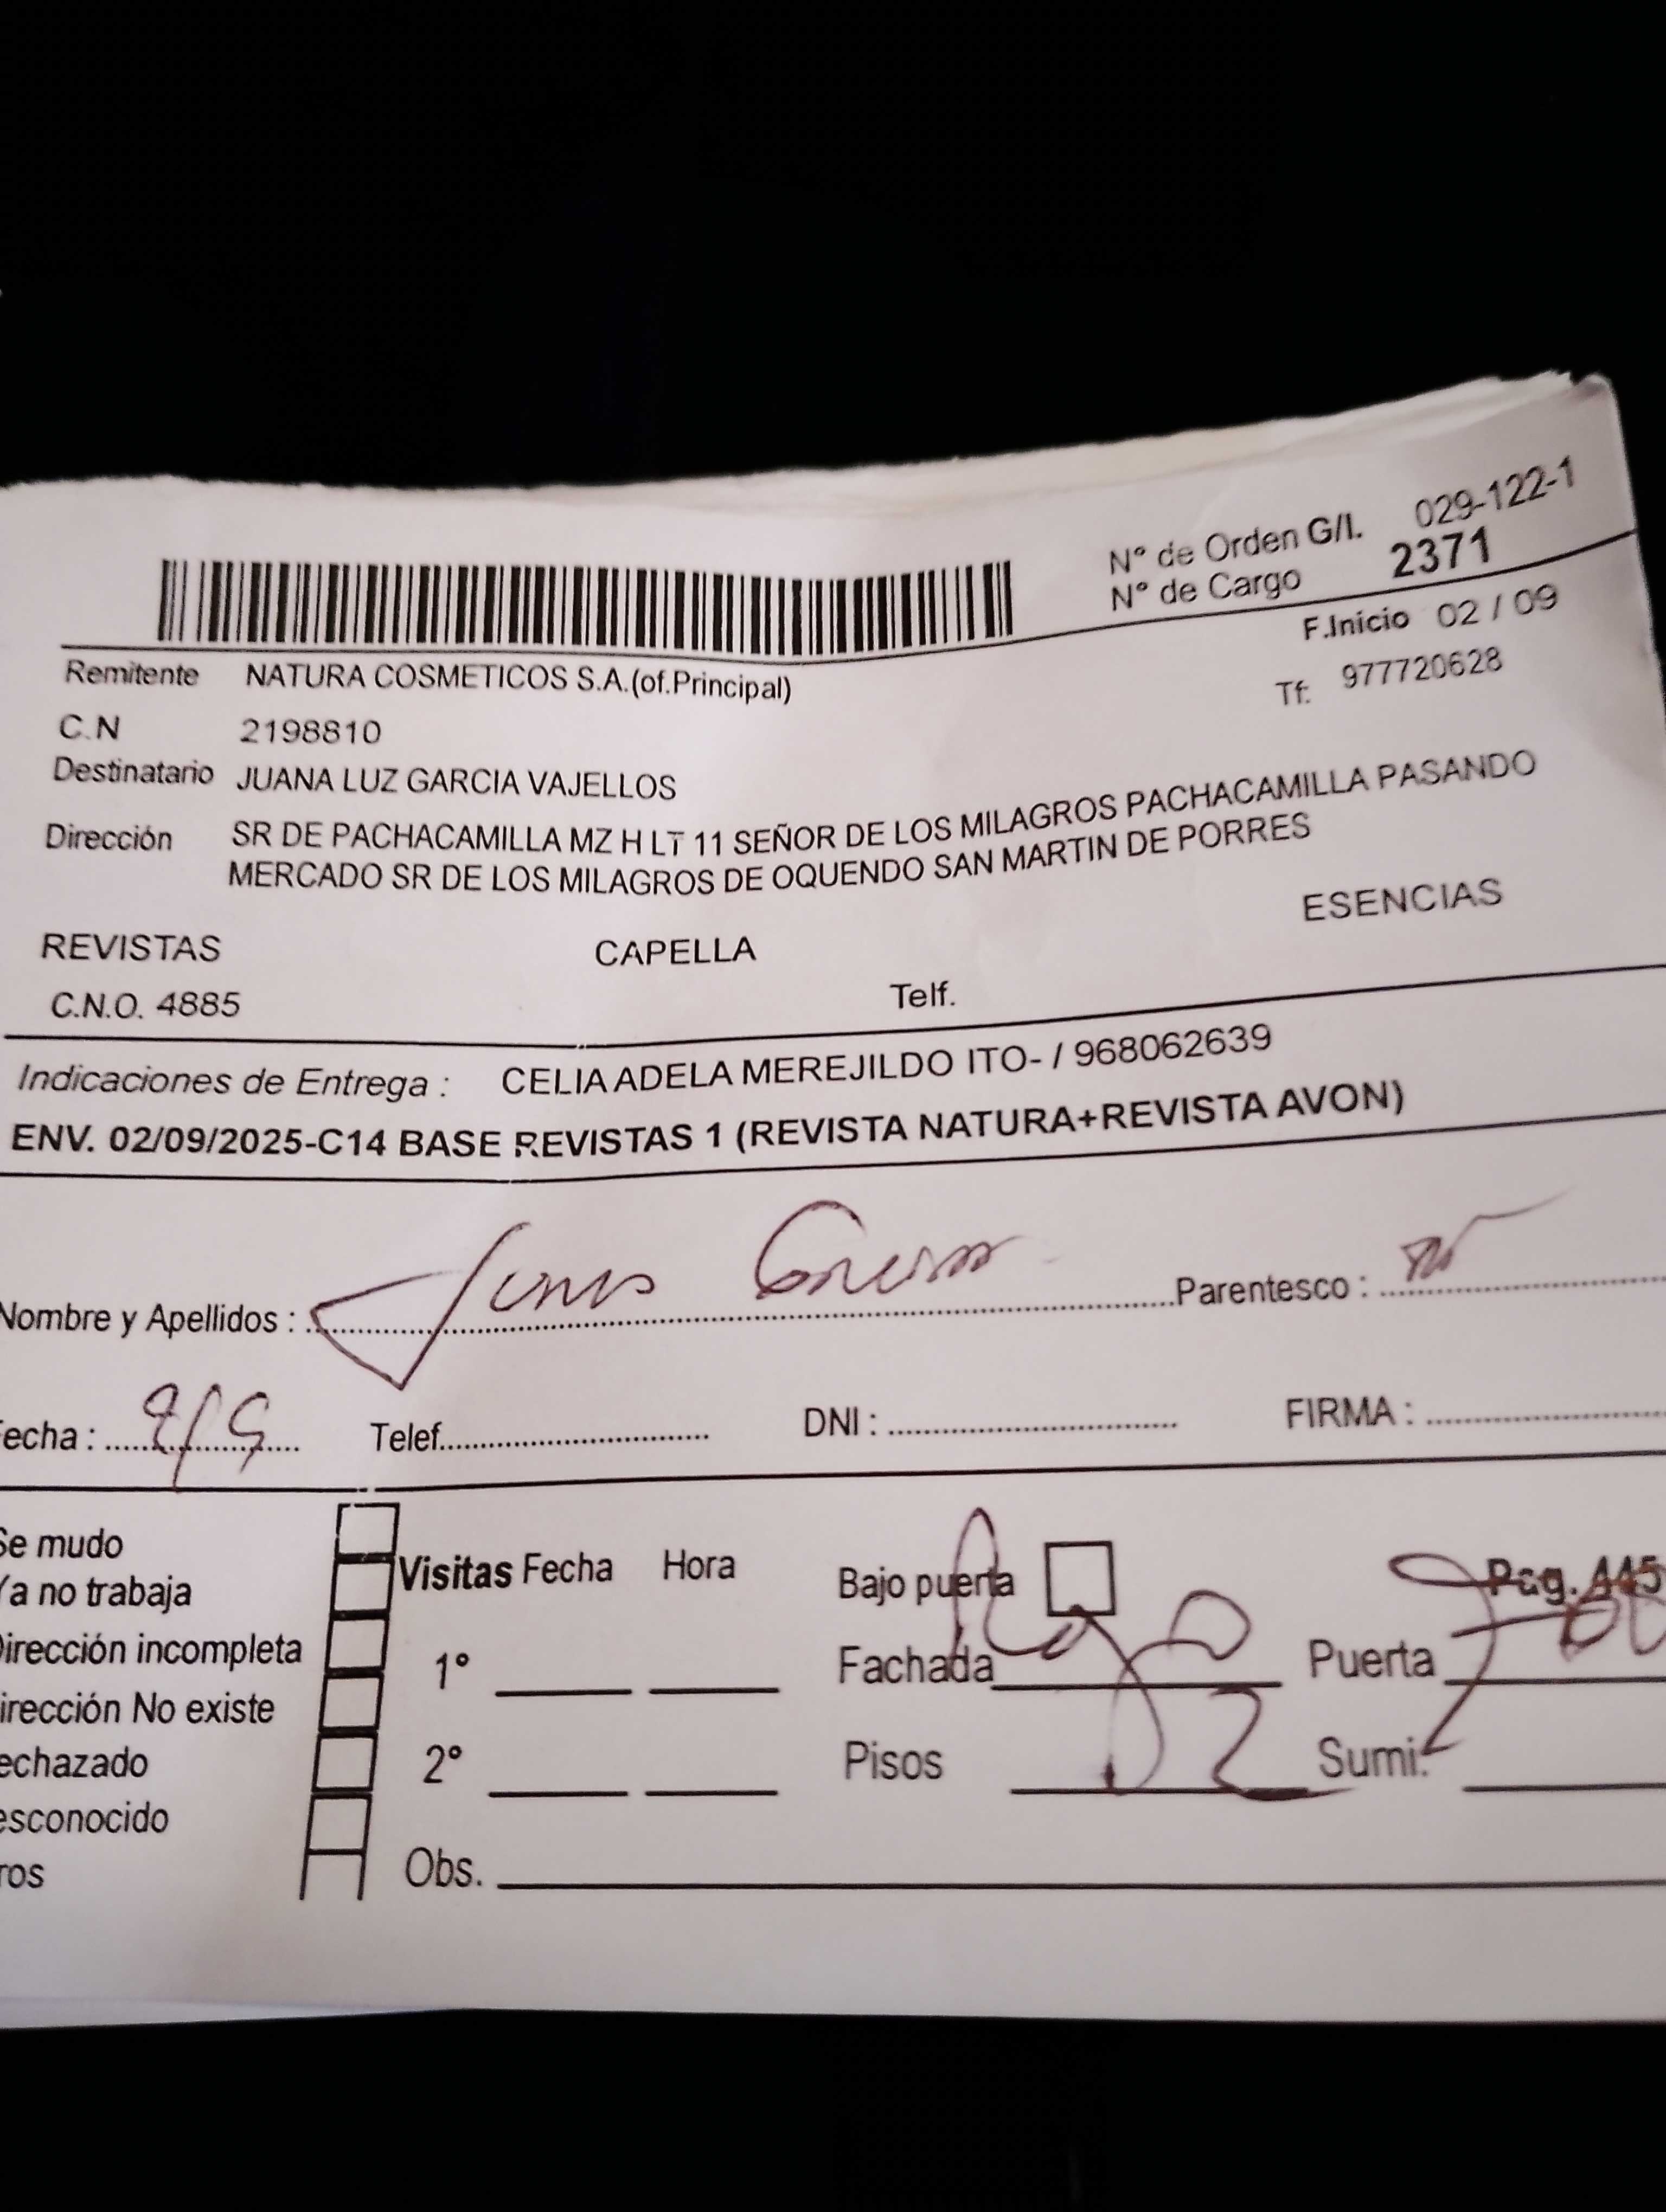 N° de Orden G/I. 029-122-1
N° de Cargo 2371
F.Inicio 02 / 09
Remitente NATURA COSMETICOS S.A.(of.Principal)
Tf: 977720628
C.N 2198810
Destinatario JUANA LUZ GARCIA VAJELLOS
Dirección SR DE PACHACAMILLA MZ H LT 11 SEÑOR DE LOS MILAGROS PACHACAMILLA PASANDO
MERCADO SR DE LOS MILAGROS DE OQUENDO SAN MARTIN DE PORRES
REVISTAS CAPELLA ESENCIAS
C.N.O. 4885 Telf.
Indicaciones de Entrega : CELIA ADELA MEREJILDO ITO- / 968062639
ENV. 02/09/2025-C14 BASE REVISTAS 1 (REVISTA NATURA+REVISTA AVON)
Nombre y Apellidos : Parentesco :
echa : Telef. DNI : FIRMA :
Se mudo
Ya no trabaja
Dirección incompleta
irección No existe
echazado
esconocido
ros
Visitas Fecha Hora
1°
2°
Obs.
Bajo puerta Pag. 445
Fachada Puerta
Pisos Sumi.